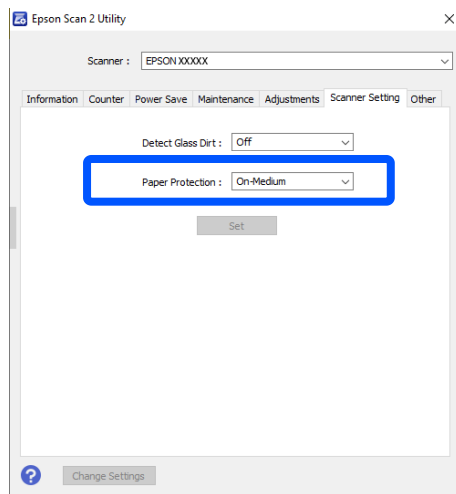 Epson Scan 2 Utility
Scanner : EPSON XXXXX
Information Counter Power Save Maintenance Adjustments Scanner Setting Other
Detect Glass Dirt : Off
Paper Protection : On-Medium
Set
? Change Settings